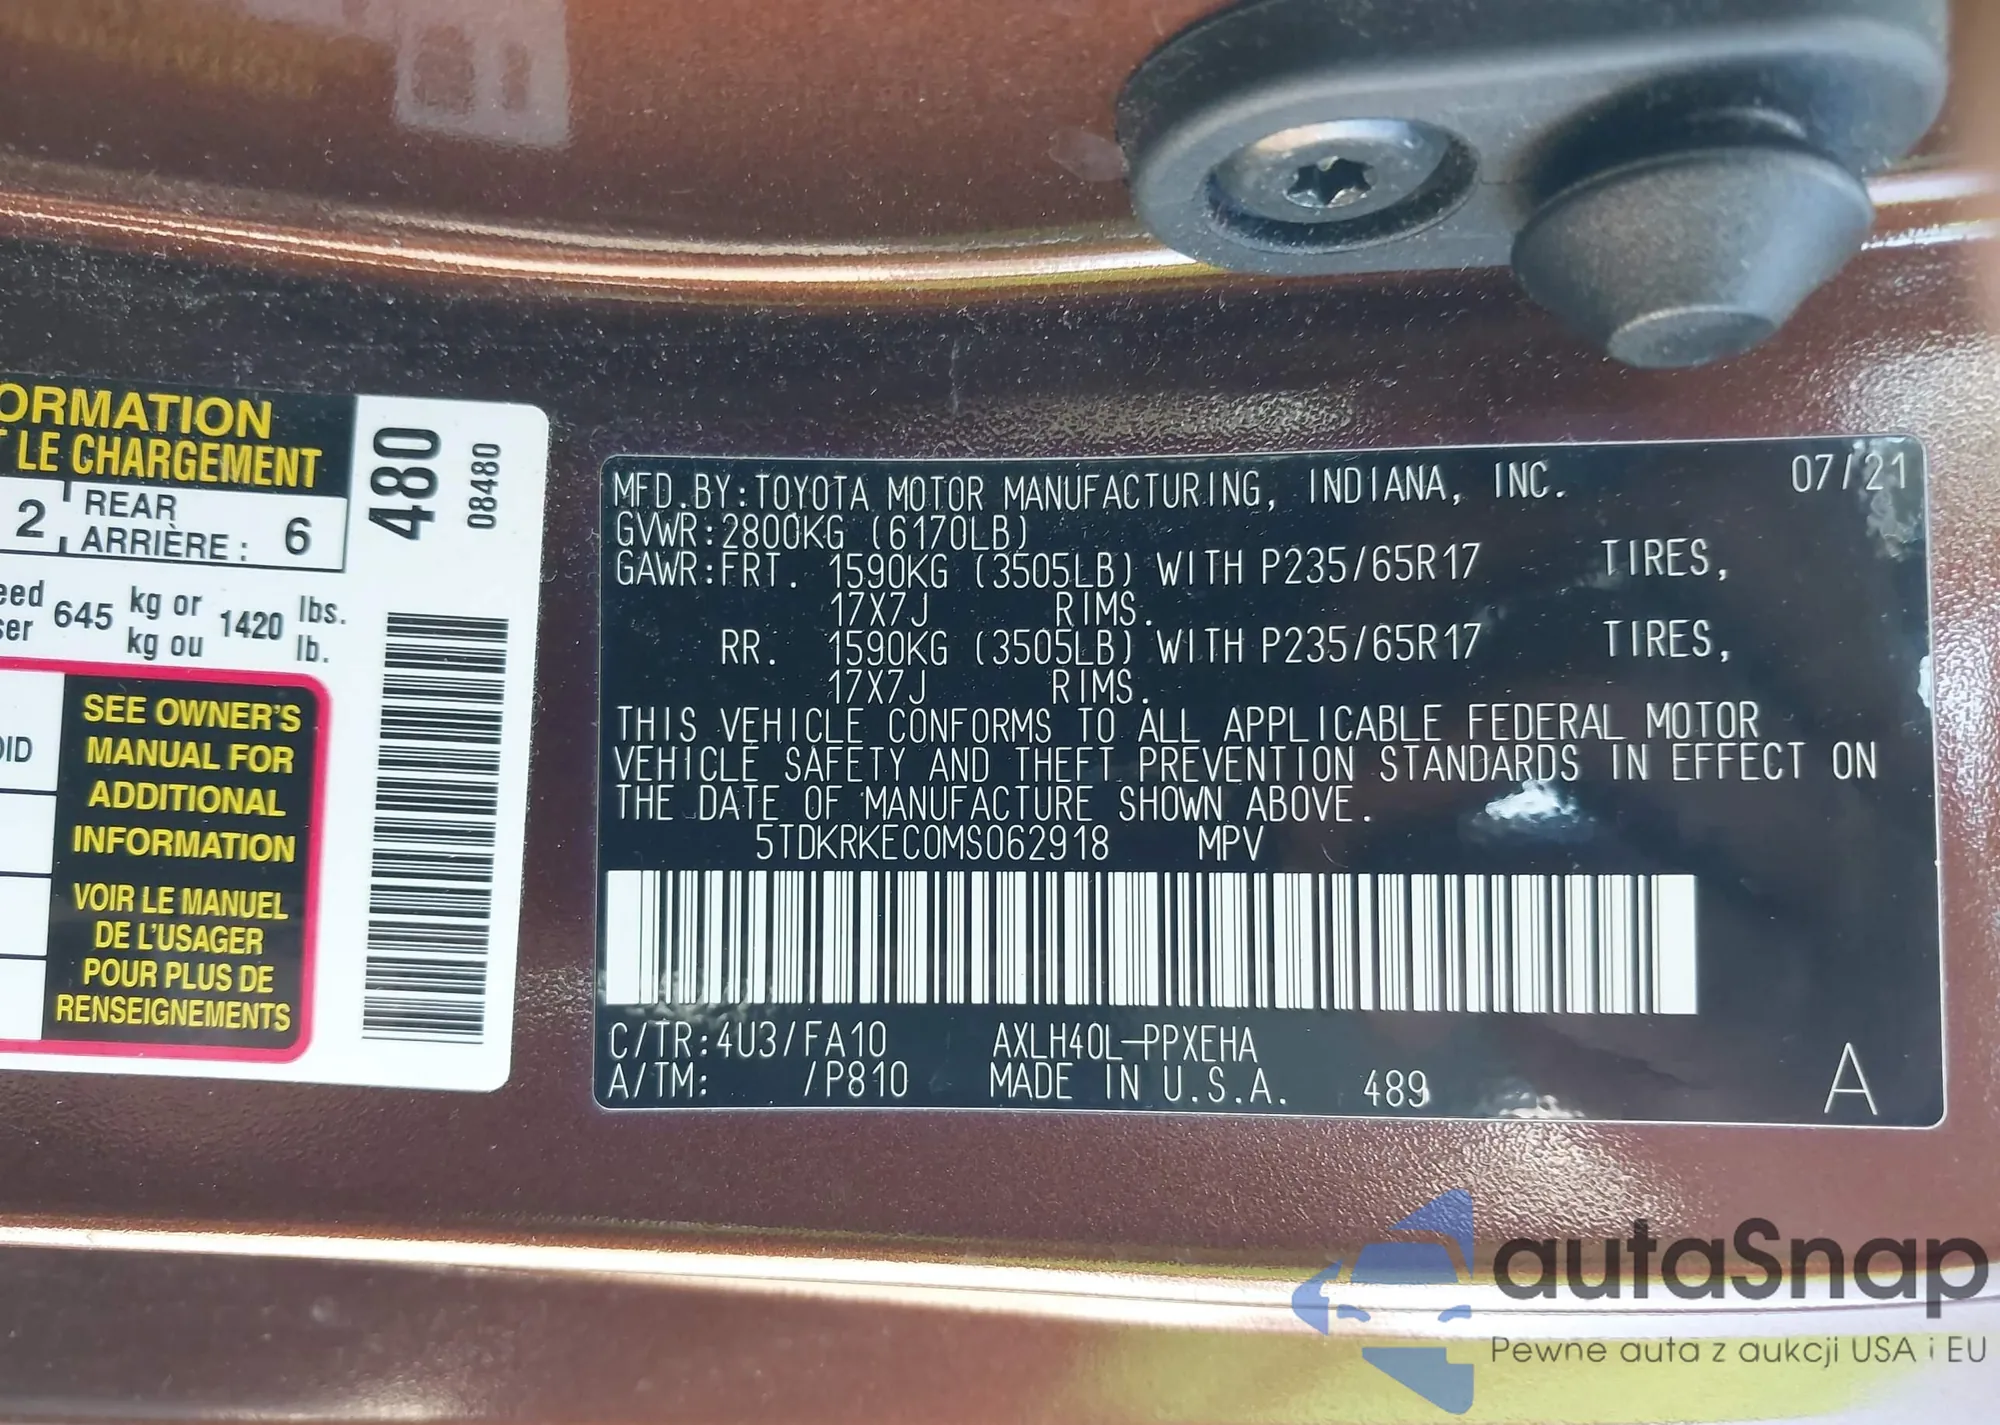 ORMATION
T LE CHARGEMENT
2 REAR
ARRIÈRE : 6
eed
ser 645 kg or
kg ou 1420 lbs.
lb.
OID
SEE OWNER'S
MANUAL FOR
ADDITIONAL
INFORMATION
VOIR LE MANUEL
DE L'USAGER
POUR PLUS DE
RENSEIGNEMENTS
480
08480
MFD.BY:TOYOTA MOTOR MANUFACTURING, INDIANA, INC. 07/21
GVWR:2800KG (6170LB)
GAWR:FRT. 1590KG (3505LB) WITH P235/65R17 TIRES,
17X7J RIMS.
RR. 1590KG (3505LB) WITH P235/65R17 TIRES,
17X7J RIMS.
THIS VEHICLE CONFORMS TO ALL APPLICABLE FEDERAL MOTOR
VEHICLE SAFETY AND THEFT PREVENTION STANDARDS IN EFFECT ON
THE DATE OF MANUFACTURE SHOWN ABOVE.
5TDKRKEC0MS062918 MPV
C/TR:4U3/FA10 AXLH40L-PPXEHA
A/TM: /P810 MADE IN U.S.A. 489 A
autaSnap
Pewne auta z aukcji USA i EU